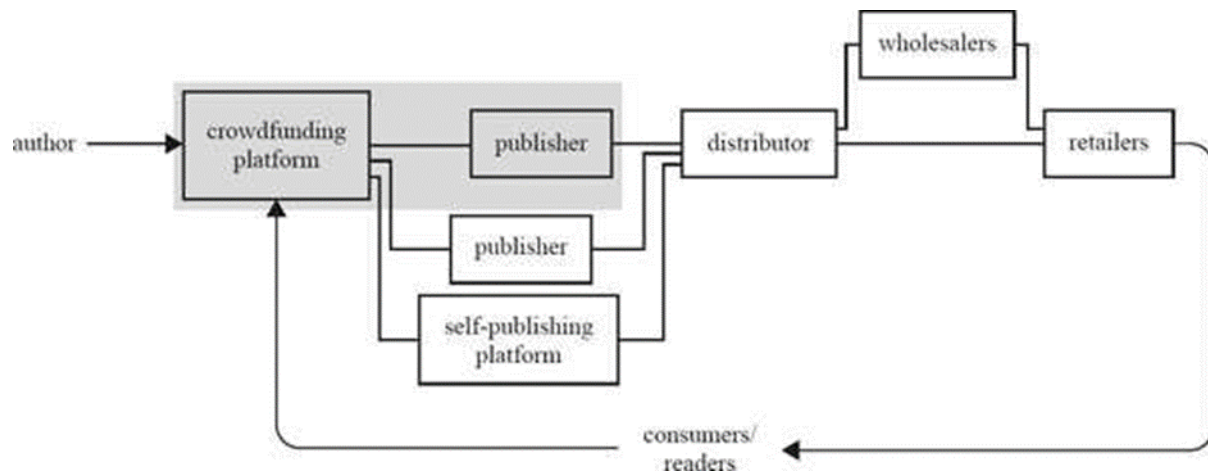 wholesalers
author
crowdfunding
platform
publisher
distributor
retailers
publisher
self-publishing
platform
consumers/
readers